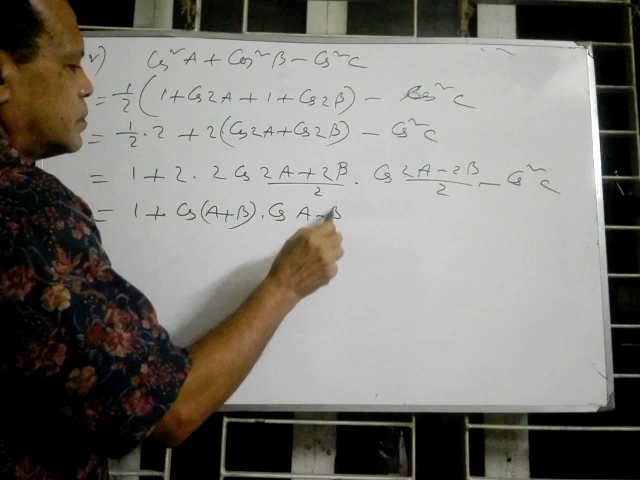 v) Cos²A + Cos²B - Cos²C
= 1/2 (1 + Cos2A + 1 + Cos2B) - Cos²C
= 1/2 . 2 + 2(Cos2A + Cos2B) - Cos²C
= 1 + 2 . 2 Cos (2A + 2B)/2 . Cos (2A - 2B)/2 - Cos²C
= 1 + Cos(A+B) . Cos A - B